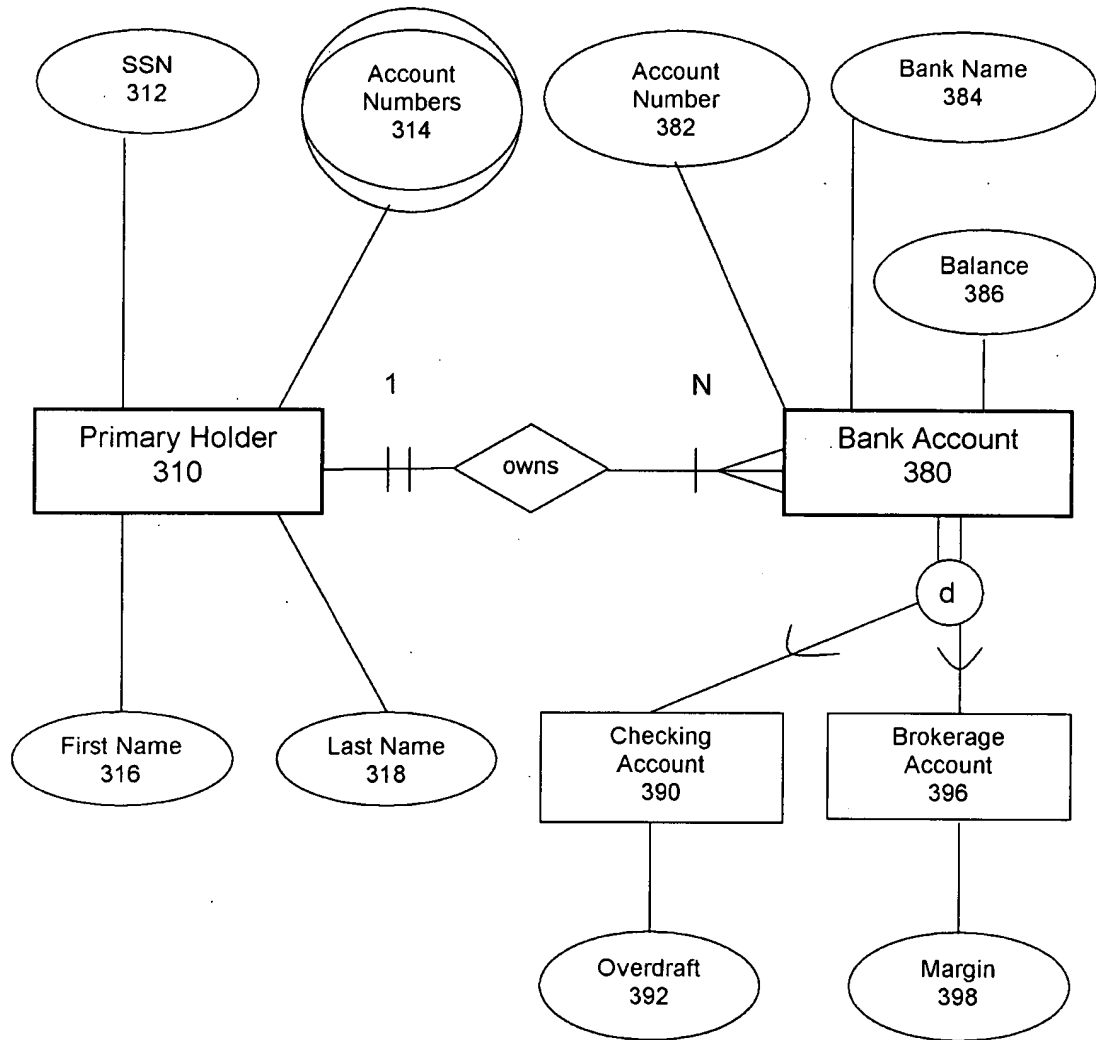 SSN
312
Account
Numbers
314
Account
Number
382
Bank Name
384
Balance
386
1
N
Primary Holder
310
owns
Bank Account
380
d
First Name
316
Last Name
318
Checking
Account
390
Brokerage
Account
396
Overdraft
392
Margin
398